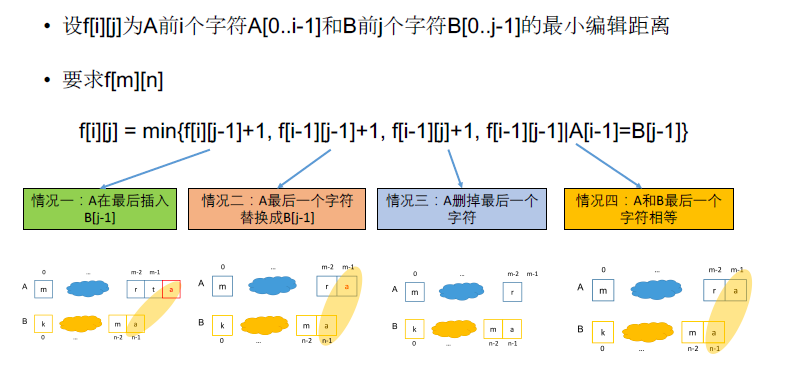 • 设f[i][j]为A前i个字符A[0..i-1]和B前j个字符B[0..j-1]的最小编辑距离
• 要求f[m][n]
f[i][j] = min{f[i][j-1]+1, f[i-1][j-1]+1, f[i-1][j]+1, f[i-1][j-1]|A[i-1]=B[j-1]}
情况一：A在最后插入
B[j-1]
情况二：A最后一个字符
替换成B[j-1]
情况三：A删掉最后一个
字符
情况四：A和B最后一个
字符相等
0 ... m-2 m-1
A m r t a
B k m a
0 ... n-2 n-1
0 ... m-2 m-1
A m r a
B k m a
0 ... n-2 n-1
0 ... m-2 m-1
A m r
B k m a
0 ... n-2 n-1
0 ... m-2 m-1
A m r a
B k m a
0 ... n-2 n-1